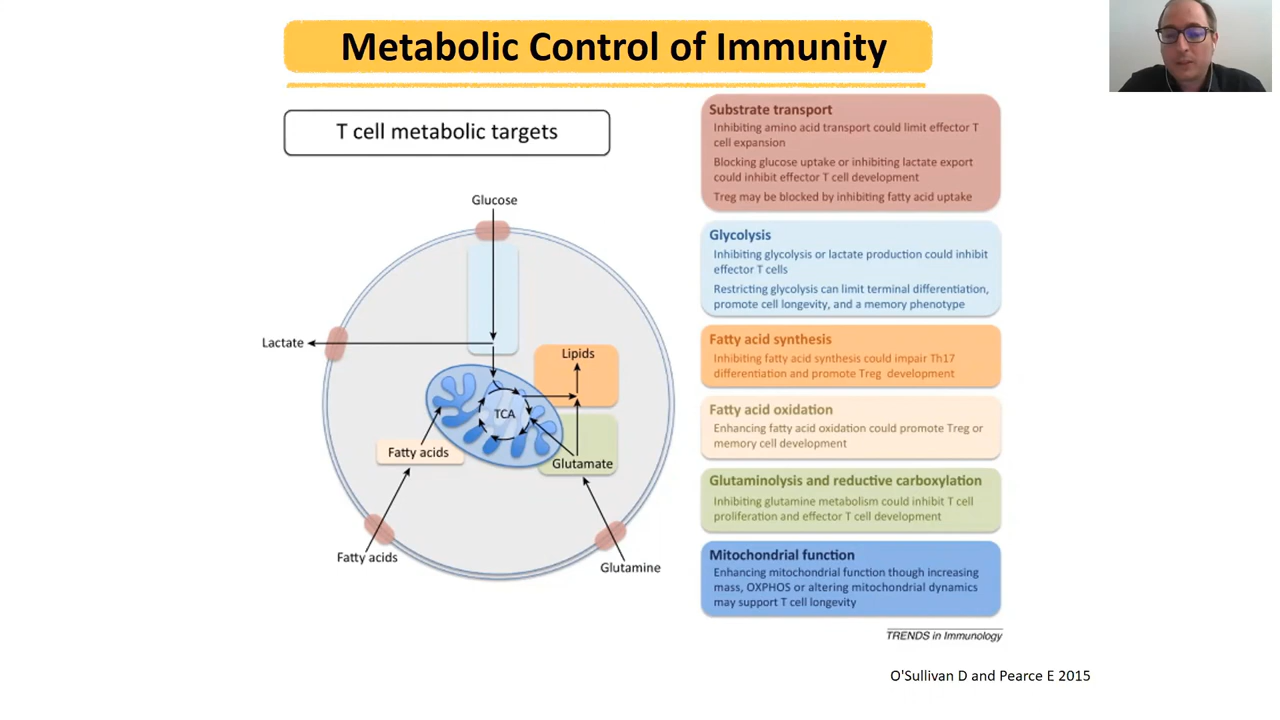 Metabolic Control of Immunity
T cell metabolic targets
Glucose
Lactate
Lipids
TCA
Fatty acids
Glutamate
Fatty acids
Glutamine
Substrate transport
Inhibiting amino acid transport could limit effector T
cell expansion
Blocking glucose uptake or inhibiting lactate export
could inhibit effector T cell development
Treg may be blocked by inhibiting fatty acid uptake
Glycolysis
Inhibiting glycolysis or lactate production could inhibit
effector T cells
Restricting glycolysis can limit terminal differentiation,
promote cell longevity, and a memory phenotype
Fatty acid synthesis
Inhibiting fatty acid synthesis could impair Th17
differentiation and promote Treg development
Fatty acid oxidation
Enhancing fatty acid oxidation could promote Treg or
memory cell development
Glutaminolysis and reductive carboxylation
Inhibiting glutamine metabolism could inhibit T cell
proliferation and effector T cell development
Mitochondrial function
Enhancing mitochondrial function though increasing
mass, OXPHOS or altering mitochondrial dynamics
may support T cell longevity
TRENDS in Immunology
O'Sullivan D and Pearce E 2015